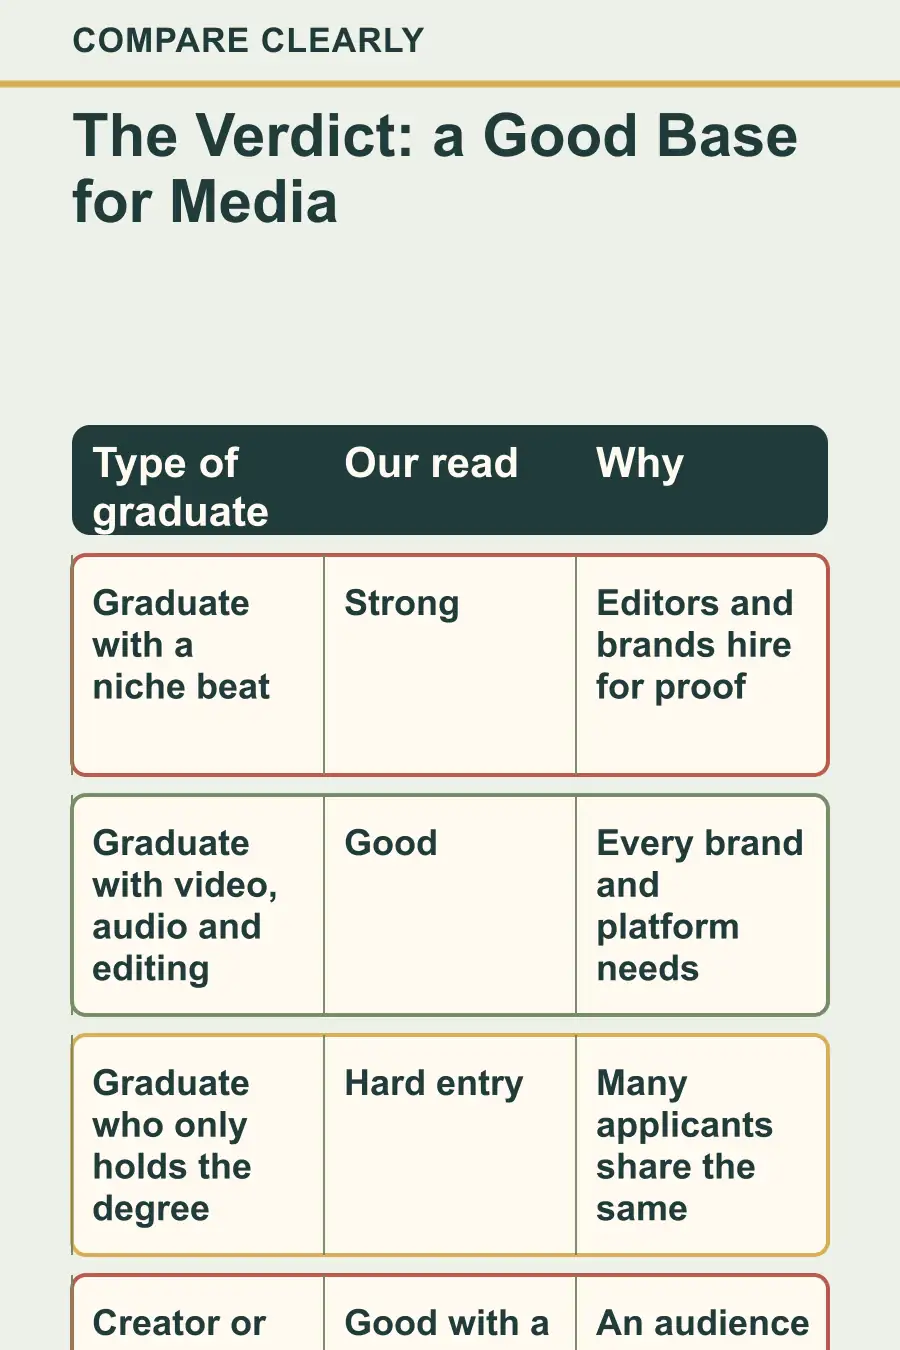 COMPARE CLEARLY
The Verdict: a Good Base
for Media
Type of
graduate
Our read
Why
Graduate
with a
niche beat
Strong
Editors and
brands hire
for proof
Graduate
with video,
audio and
editing
Good
Every brand
and
platform
needs
Graduate
who only
holds the
degree
Hard entry
Many
applicants
share the
same
Creator or
Good with a
An audience